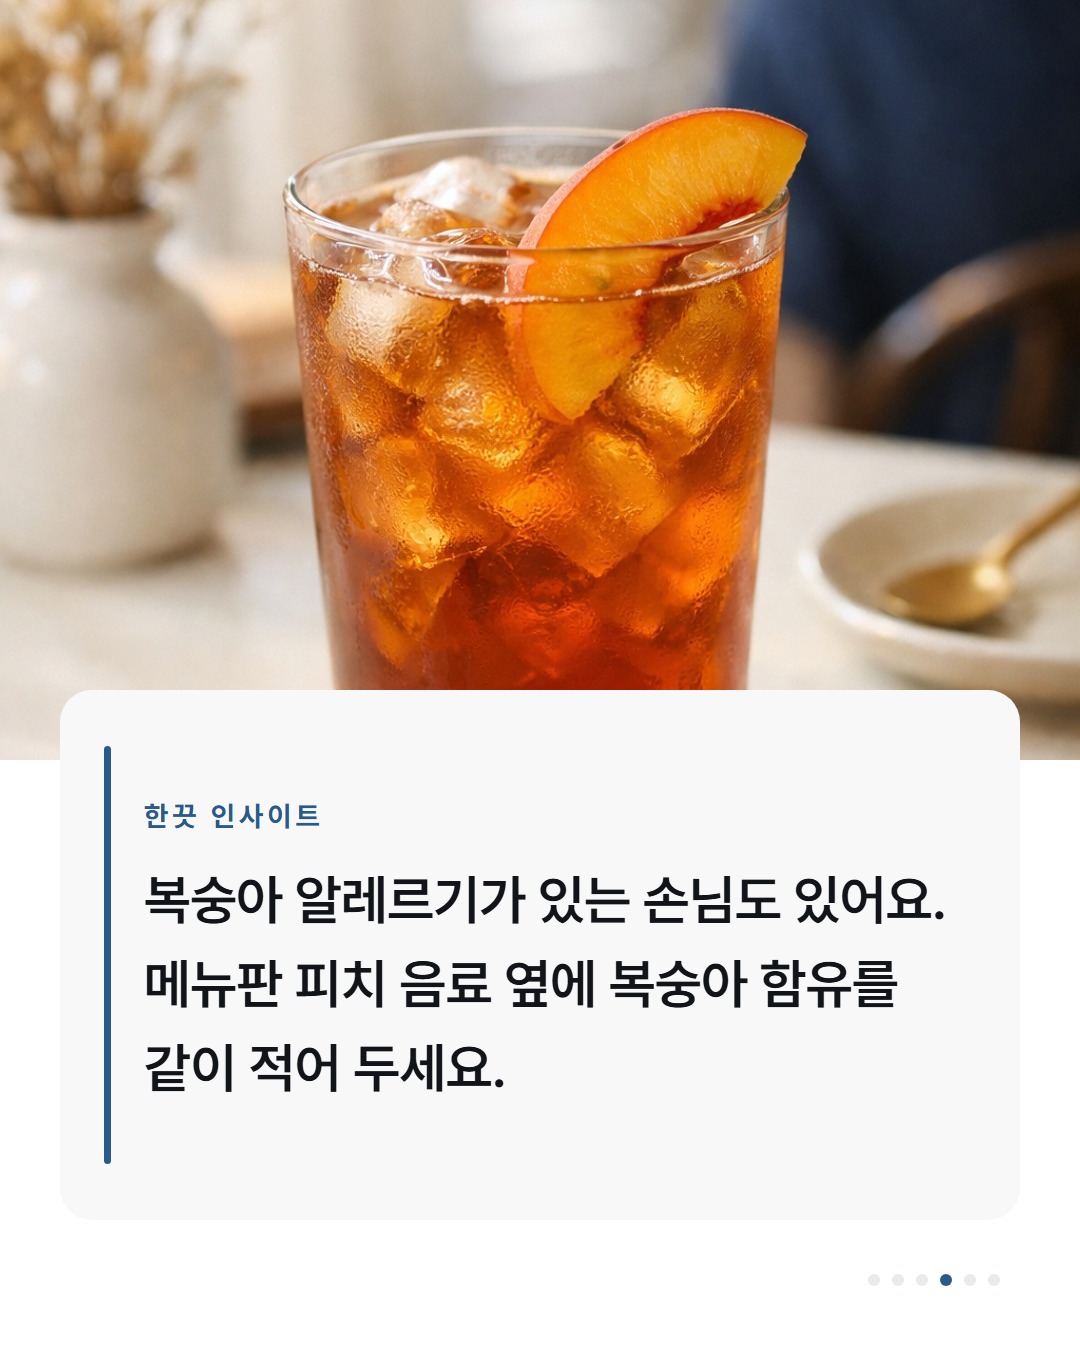 한끗 인사이트
복숭아 알레르기가 있는 손님도 있어요.
메뉴판 피치 음료 옆에 복숭아 함유를
같이 적어 두세요.